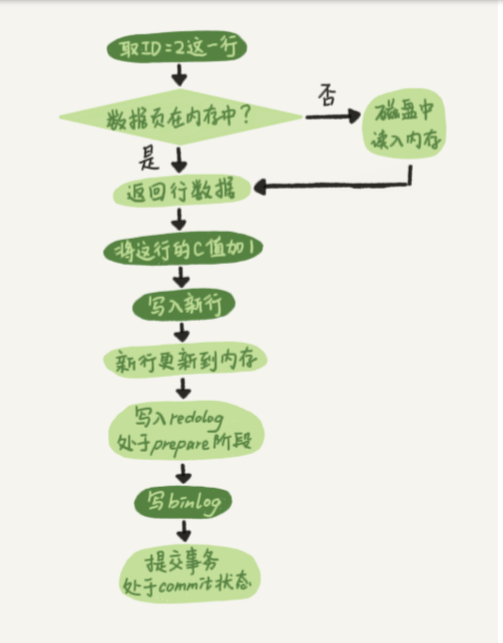 取ID=2这一行
数据页在内存中?
否
磁盘中
读入内存
是
返回行数据
将这行的C值加1
写入新行
新行更新到内存
写入redolog
处于prepare阶段
写binlog
提交事务
处于commit状态